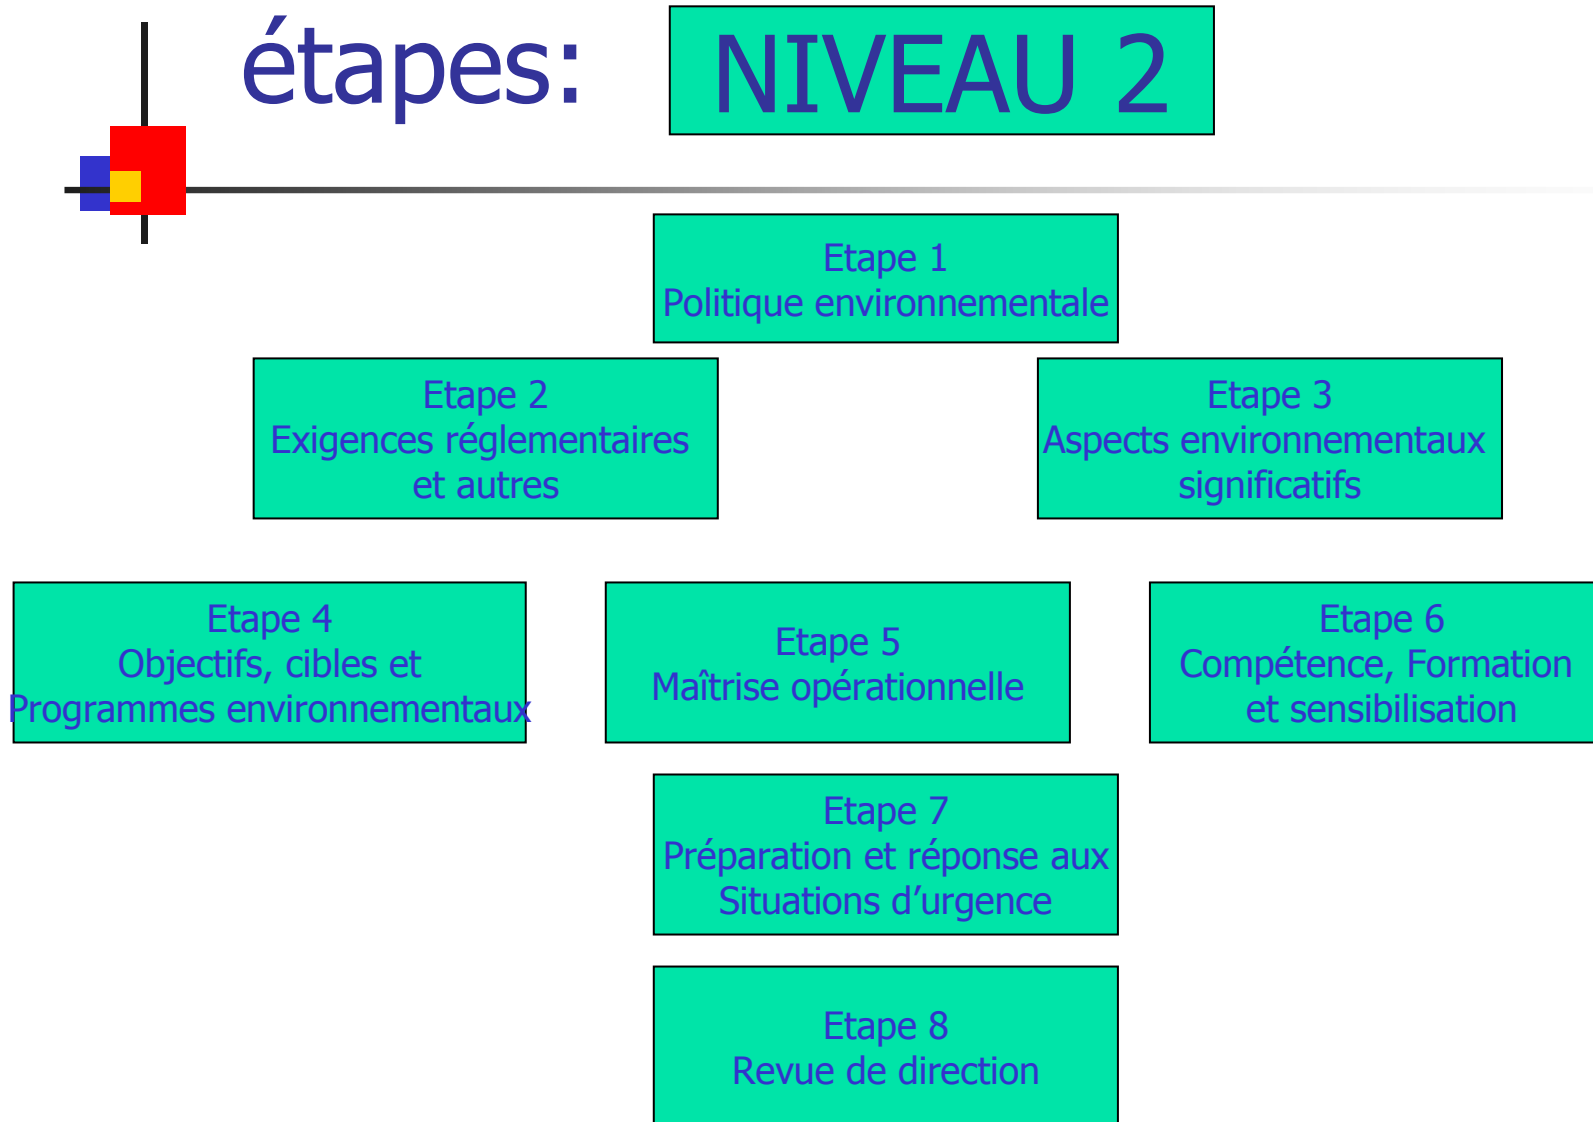 étapes: NIVEAU 2
Etape 1
Politique environnementale
Etape 2
Exigences réglementaires
et autres
Etape 3
Aspects environnementaux
significatifs
Etape 4
Objectifs, cibles et
Programmes environnementaux
Etape 5
Maîtrise opérationnelle
Etape 6
Compétence, Formation
et sensibilisation
Etape 7
Préparation et réponse aux
Situations d’urgence
Etape 8
Revue de direction